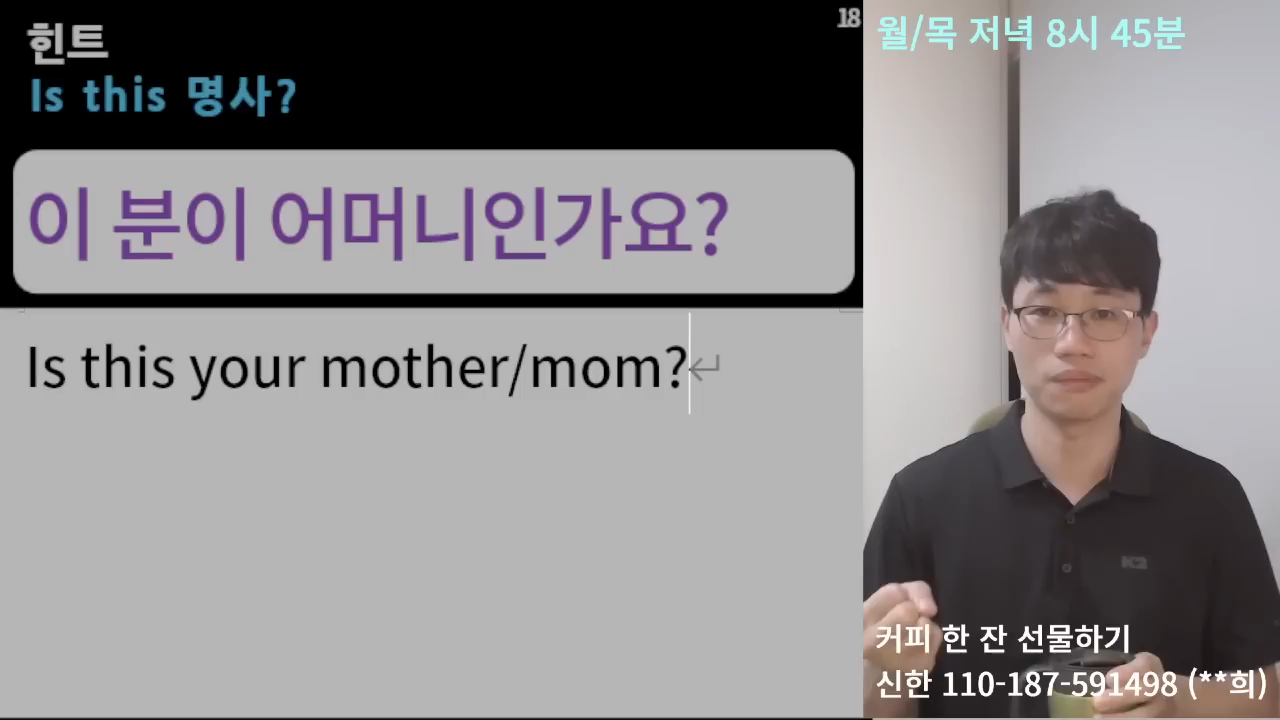 힌트
18
Is this 명사?
이 분이 어머니인가요?
Is this your mother/mom?
월/목 저녁 8시 45분
K2
커피 한 잔 선물하기
신한 110-187-591498 (**희)